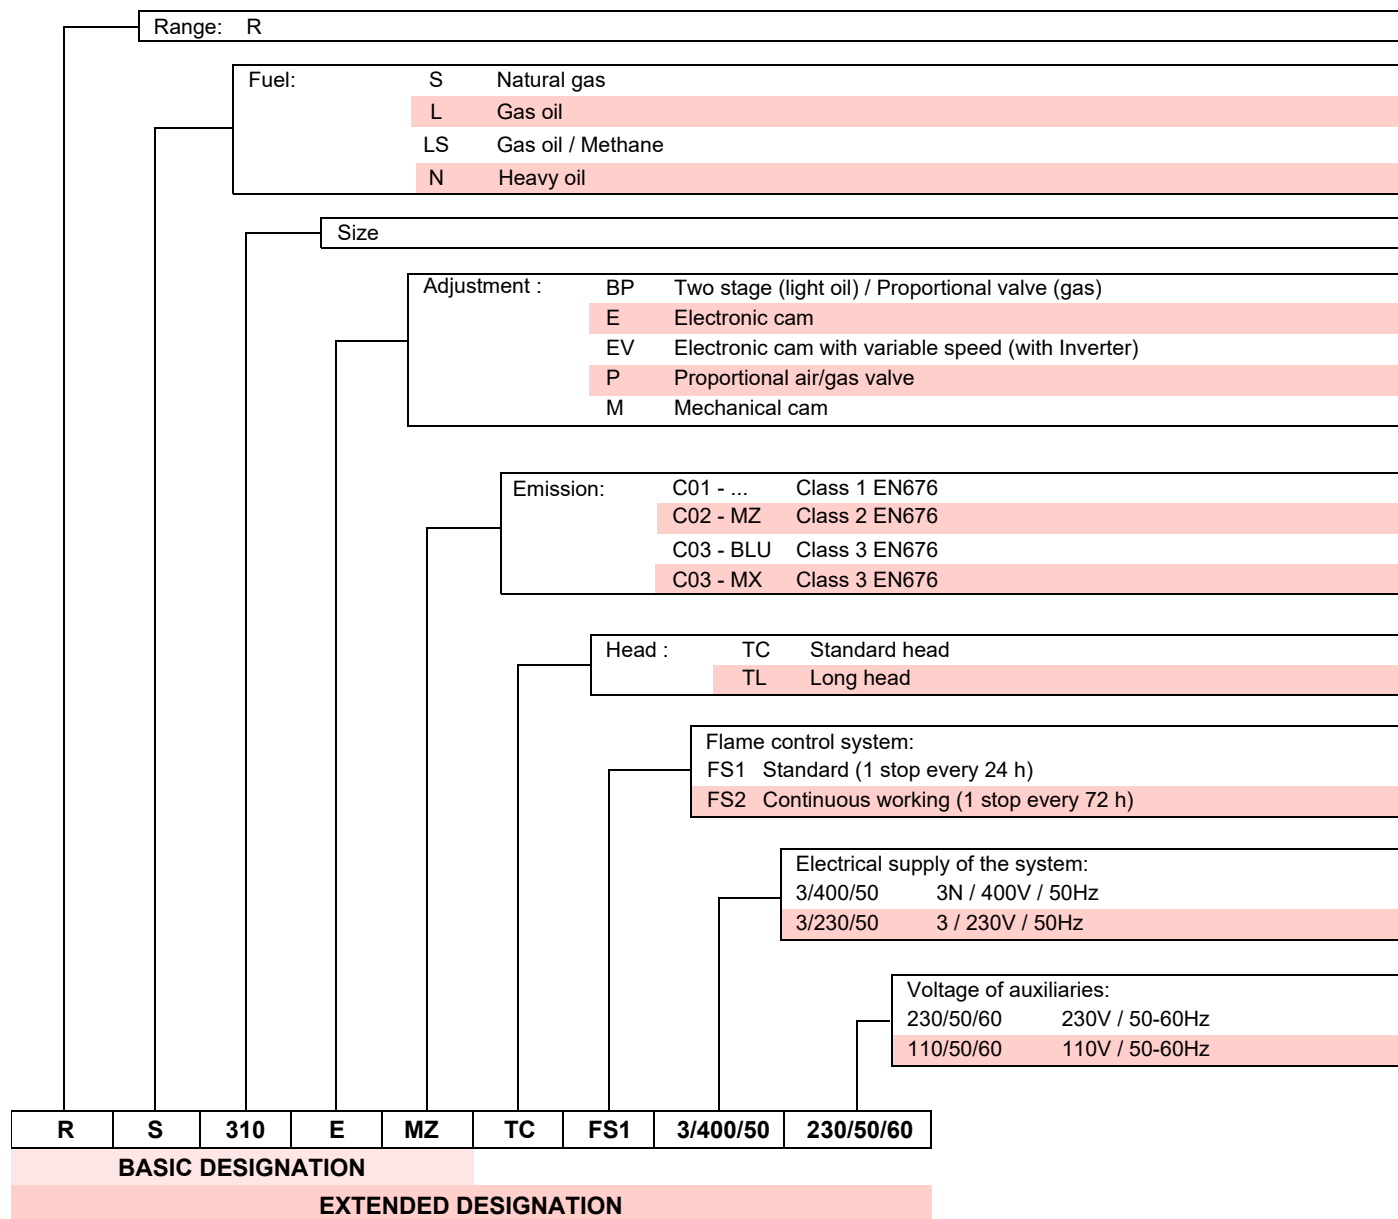 Range: R
Fuel: S Natural gas
L Gas oil
LS Gas oil / Methane
N Heavy oil
Size
Adjustment : BP Two stage (light oil) / Proportional valve (gas)
E Electronic cam
EV Electronic cam with variable speed (with Inverter)
P Proportional air/gas valve
M Mechanical cam
Emission: C01 - ... Class 1 EN676
C02 - MZ Class 2 EN676
C03 - BLU Class 3 EN676
C03 - MX Class 3 EN676
Head : TC Standard head
TL Long head
Flame control system:
FS1 Standard (1 stop every 24 h)
FS2 Continuous working (1 stop every 72 h)
Electrical supply of the system:
3/400/50 3N / 400V / 50Hz
3/230/50 3 / 230V / 50Hz
Voltage of auxiliaries:
230/50/60 230V / 50-60Hz
110/50/60 110V / 50-60Hz
R S 310 E MZ TC FS1 3/400/50 230/50/60
BASIC DESIGNATION
EXTENDED DESIGNATION